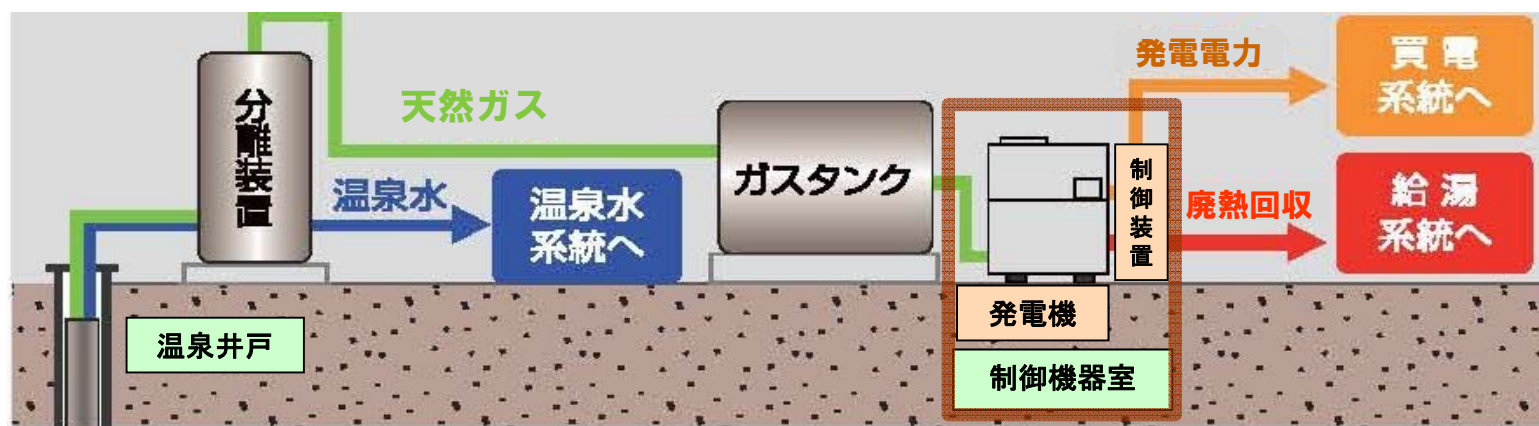 分離装置
天然ガス
温泉水
温泉水
系統へ
温泉井戸
ガスタンク
発電電力
買電
系統へ
制御装置
廃熱回収
給湯
系統へ
発電機
制御機器室